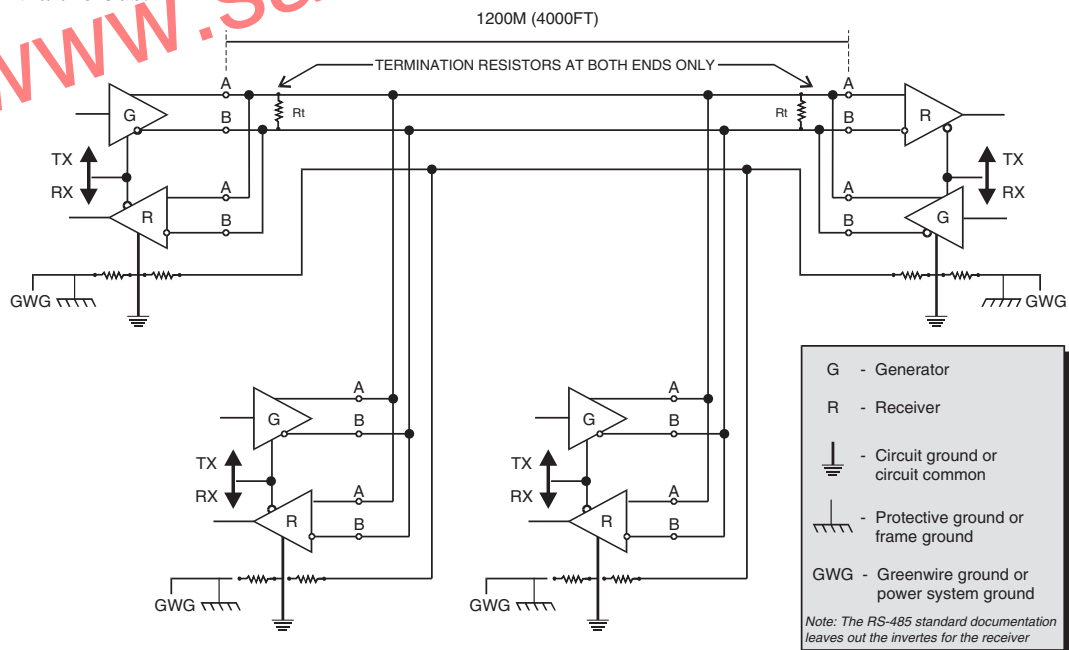 1200M (4000FT)
TERMINATION RESISTORS AT BOTH ENDS ONLY
A
A
G
Rt
Rt
R
B
B
TX
RX
TX
RX
A
A
R
G
B
B
GWG
GWG
A
A
G
B
G
B
TX
RX
TX
RX
A
A
R
B
R
B
GWG
GWG
G - Generator
R - Receiver
- Circuit ground or
circuit common
- Protective ground or
frame ground
GWG - Greenwire ground or
power system ground
Note: The RS-485 standard documentation
leaves out the invertes for the receiver